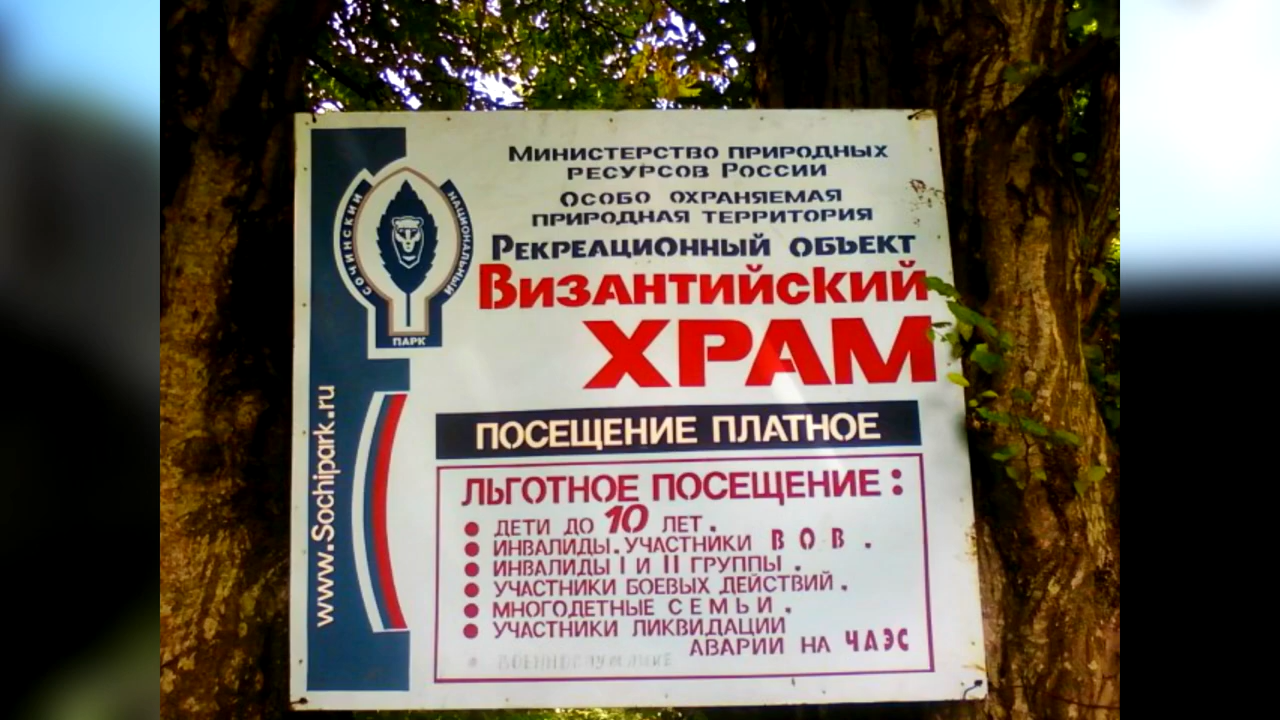 Министерство природных
ресурсов России
Особо охраняемая
природная территория
Рекреационный объект
Византийский
ХРАМ
СОЧИНСКИЙ НАЦИОНАЛЬНЫЙ
ПАРК
www.Sochipark.ru
ПОСЕЩЕНИЕ ПЛАТНОЕ
ЛЬГОТНОЕ ПОСЕЩЕНИЕ:
● ДЕТИ ДО 10 ЛЕТ.
● ИНВАЛИДЫ.УЧАСТНИКИ В О В .
● ИНВАЛИДЫ I И II ГРУППЫ .
● УЧАСТНИКИ БОЕВЫХ ДЕЙСТВИЙ .
● МНОГОДЕТНЫЕ СЕМЬИ .
● УЧАСТНИКИ ЛИКВИДАЦИИ
АВАРИИ НА ЧАЭС